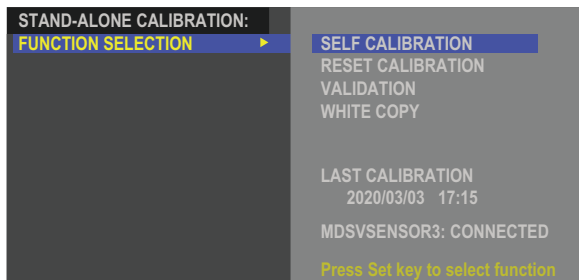 STAND-ALONE CALIBRATION:
FUNCTION SELECTION
SELF CALIBRATION
RESET CALIBRATION
VALIDATION
WHITE COPY
LAST CALIBRATION
2020/03/03 17:15
MDSVSENSOR3: CONNECTED
Press Set key to select function